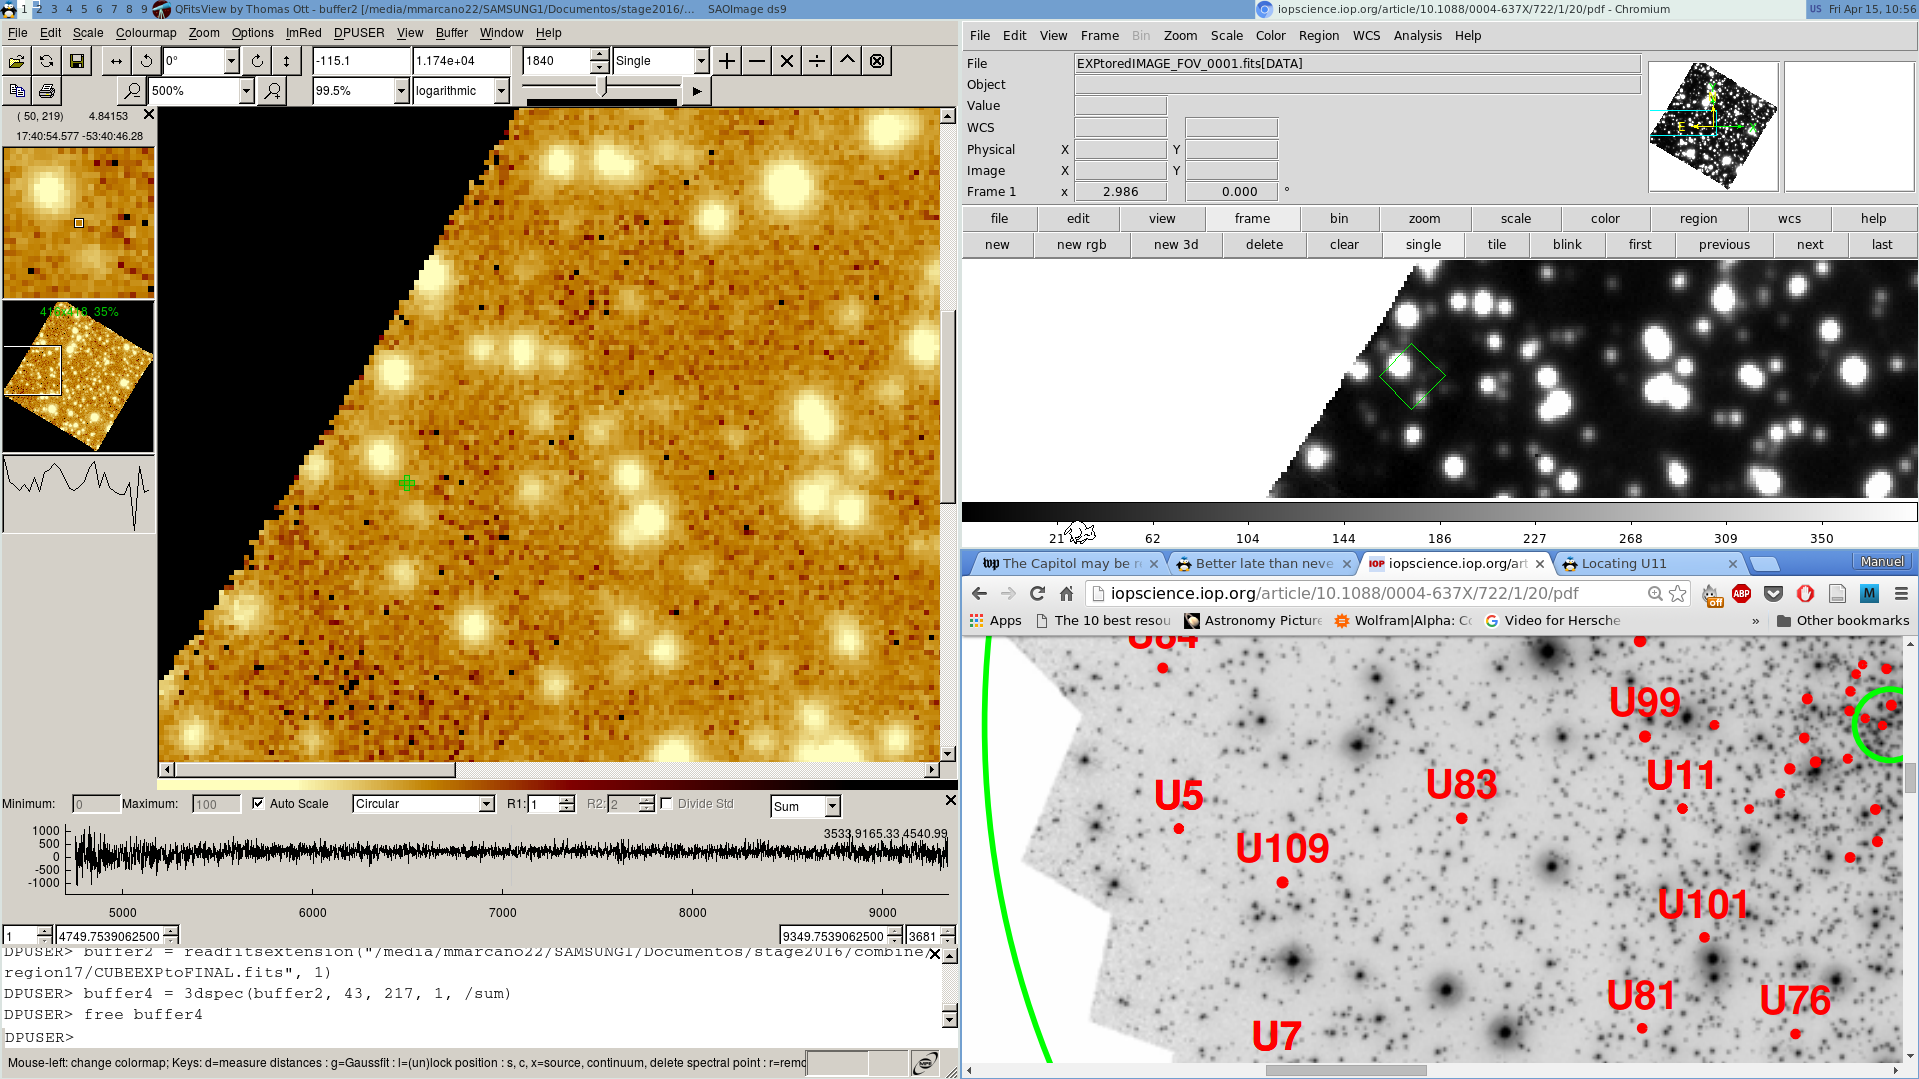 1 2 3 4 5 6 7 8 9 QFitsView by Thomas Ott - buffer2 [/media/mmarcano22/SAMSUNG1/Documentos/stage2016/... SAOImage ds9
iopscience.iop.org/article/10.1088/0004-637X/722/1/20/pdf - Chromium US Fri Apr 15, 10:56
File Edit Scale Colourmap Zoom Options ImRed DPUSER View Buffer Window Help
0° -115.1 1.174e+04 1840 Single
500% 99.5% logarithmic
( 50, 219) 4.84153
17:40:54.577 -53:40:46.28
35%
Minimum: 0 Maximum: 100 Auto Scale Circular R1: 1 R2: 2 Divide Std Sum
1000
500
0
-500
-1000
3533,9165.33,4540.99
5000 6000 7000 8000 9000
1 4749.7539062500 9349.7539062500 3681
DPUSER> buffer2 = readfitsextension("/media/mmarcano22/SAMSUNG1/Documentos/stage2016/combine/
region17/CUBEEXPtoFINAL.fits", 1)
DPUSER> buffer4 = 3dspec(buffer2, 43, 217, 1, /sum)
DPUSER> free buffer4
DPUSER>
Mouse-left: change colormap; Keys: d=measure distances : g=Gaussfit : l=(un)lock position : s, c, x=source, continuum, delete spectral point : r=remo
File Edit View Frame Bin Zoom Scale Color Region WCS Analysis Help
File EXPtoredIMAGE_FOV_0001.fits[DATA]
Object
Value
WCS
Physical X Y
Image X Y
Frame 1 x 2.986 0.000 °
file edit view frame bin zoom scale color region wcs help
new new rgb new 3d delete clear single tile blink first previous next last
21 62 104 144 186 227 268 309 350
The Capitol may be r Better late than neve iopscience.iop.org/art Locating U11 Manuel
iopscience.iop.org/article/10.1088/0004-637X/722/1/20/pdf
Apps The 10 best resou Astronomy Picture Wolfram|Alpha: Co Video for Hersche » Other bookmarks
U64
U99
U11
U5
U83
U109
U101
U81
U76
U7